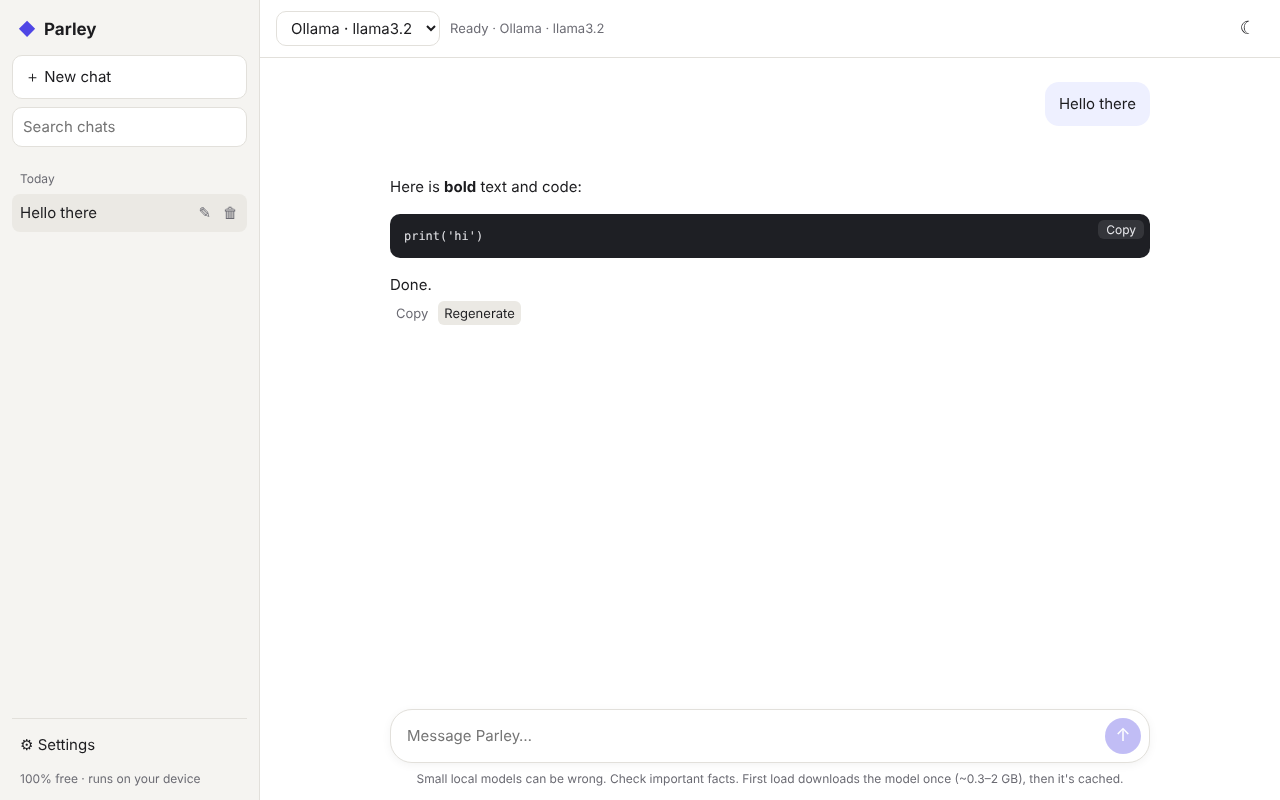 Parley
+ New chat
Search chats
Today
Hello there
Settings
100% free · runs on your device
Ollama · llama3.2
Ready · Ollama · llama3.2
Hello there
Here is bold text and code:
print('hi')
Copy
Done.
Copy
Regenerate
Message Parley...
Small local models can be wrong. Check important facts. First load downloads the model once (~0.3–2 GB), then it's cached.